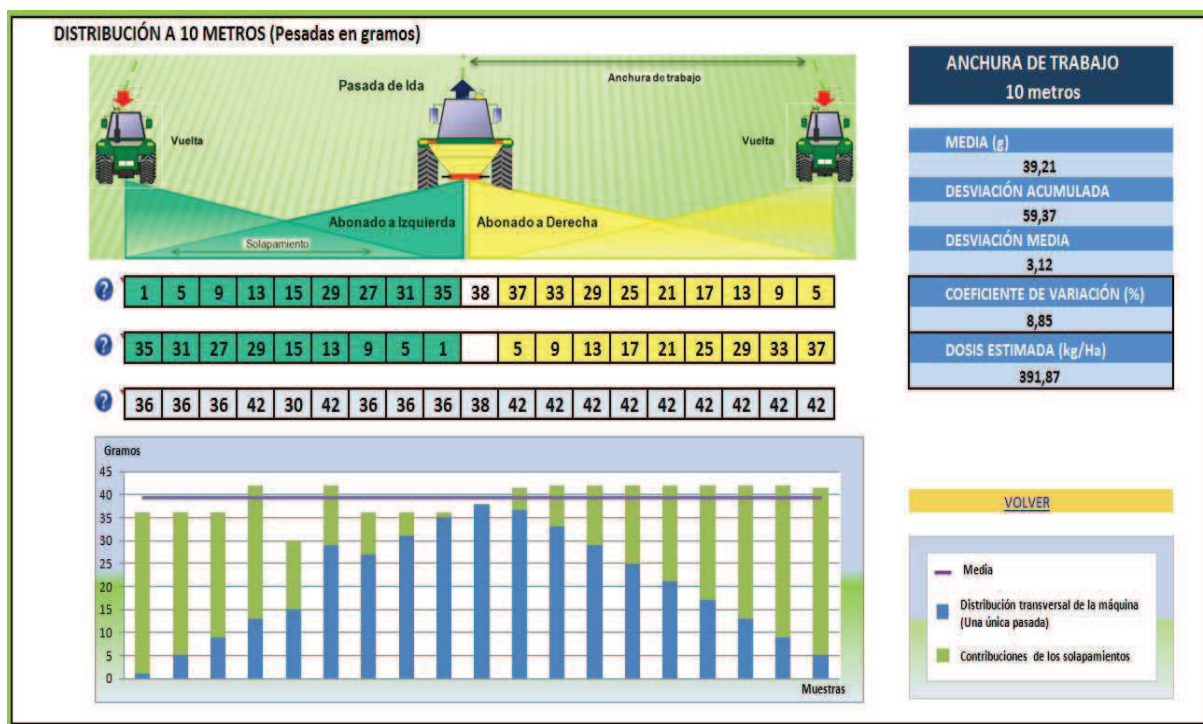 DISTRIBUCIÓN A 10 METROS (Pesadas en gramos)
Pasada de Ida
Anchura de trabajo
Vuelta
Vuelta
Abonado a Izquierda
Abonado a Derecha
Solapamiento
? 1 5 9 13 15 29 27 31 35 38 37 33 29 25 21 17 13 9 5
? 35 31 27 29 15 13 9 5 1 5 9 13 17 21 25 29 33 37
? 36 36 36 42 30 42 36 36 36 38 42 42 42 42 42 42 42 42 42
Gramos
45
40
35
30
25
20
15
10
5
0
Muestras
ANCHURA DE TRABAJO
10 metros
MEDIA (g)
39,21
DESVIACIÓN ACUMULADA
59,37
DESVIACIÓN MEDIA
3,12
COEFICIENTE DE VARIACIÓN (%)
8,85
DOSIS ESTIMADA (kg/Ha)
391,87
VOLVER
Media
Distribución transversal de la máquina
(Una única pasada)
Contribuciones de los solapamientos